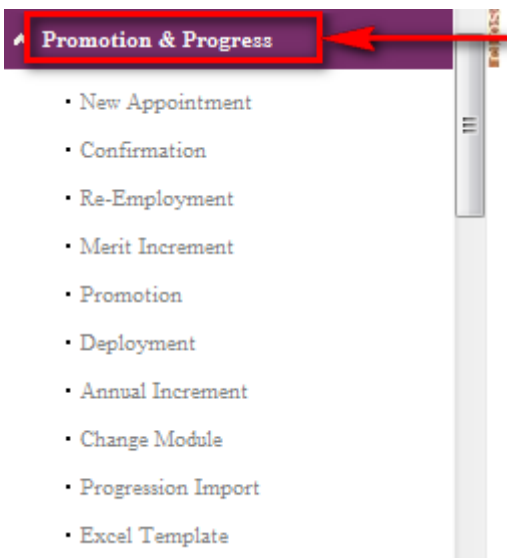 Promotion & Progress
New Appointment
Confirmation
Re-Employment
Merit Increment
Promotion
Deployment
Annual Increment
Change Module
Progression Import
Excel Template